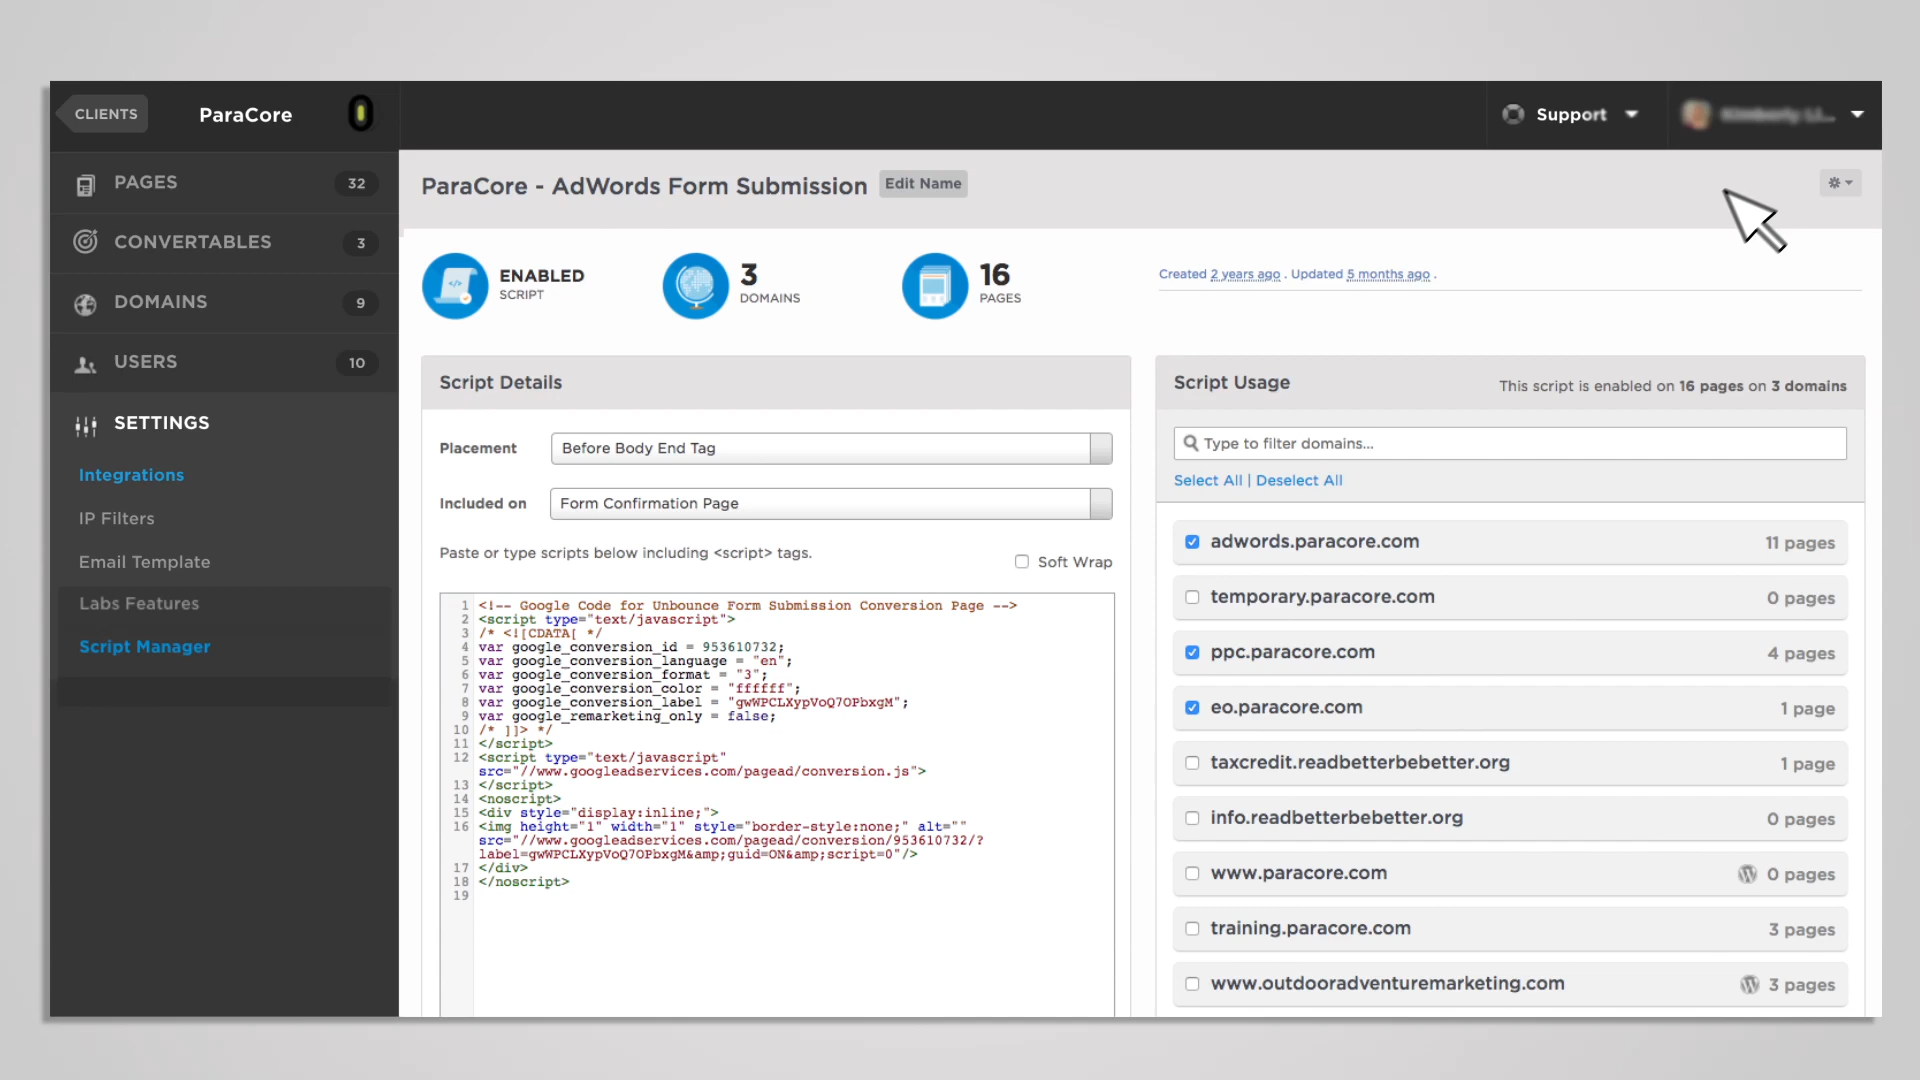 CLIENTS
ParaCore
Support
PAGES 32
CONVERTABLES 3
DOMAINS 9
USERS 10
SETTINGS
Integrations
IP Filters
Email Template
Labs Features
Script Manager
ParaCore - AdWords Form Submission Edit Name
ENABLED
SCRIPT
3
DOMAINS
16
PAGES
Created 2 years ago . Updated 5 months ago .
Script Details
Placement Before Body End Tag
Included on Form Confirmation Page
Paste or type scripts below including <script> tags.
Soft Wrap
1 <!-- Google Code for Unbounce Form Submission Conversion Page -->
2 <script type="text/javascript">
3 /* <![CDATA[ */
4 var google_conversion_id = 953610732;
5 var google_conversion_language = "en";
6 var google_conversion_format = "3";
7 var google_conversion_color = "ffffff";
8 var google_conversion_label = "gwWPCLXypVoQ7OPbxgM";
9 var google_remarketing_only = false;
10 /* ]]> */
11 </script>
12 <script type="text/javascript"
src="//www.googleadservices.com/pagead/conversion.js">
13 </script>
14 <noscript>
15 <div style="display:inline;">
16 <img height="1" width="1" style="border-style:none;" alt=""
src="//www.googleadservices.com/pagead/conversion/953610732/?
label=gwWPCLXypVoQ7OPbxgM&amp;guid=ON&amp;script=0"/>
17 </div>
18 </noscript>
19
Script Usage
This script is enabled on 16 pages on 3 domains
Type to filter domains...
Select All | Deselect All
adwords.paracore.com 11 pages
temporary.paracore.com 0 pages
ppc.paracore.com 4 pages
eo.paracore.com 1 page
taxcredit.readbetterbebetter.org 1 page
info.readbetterbebetter.org 0 pages
www.paracore.com 0 pages
training.paracore.com 3 pages
www.outdooradventuremarketing.com 3 pages